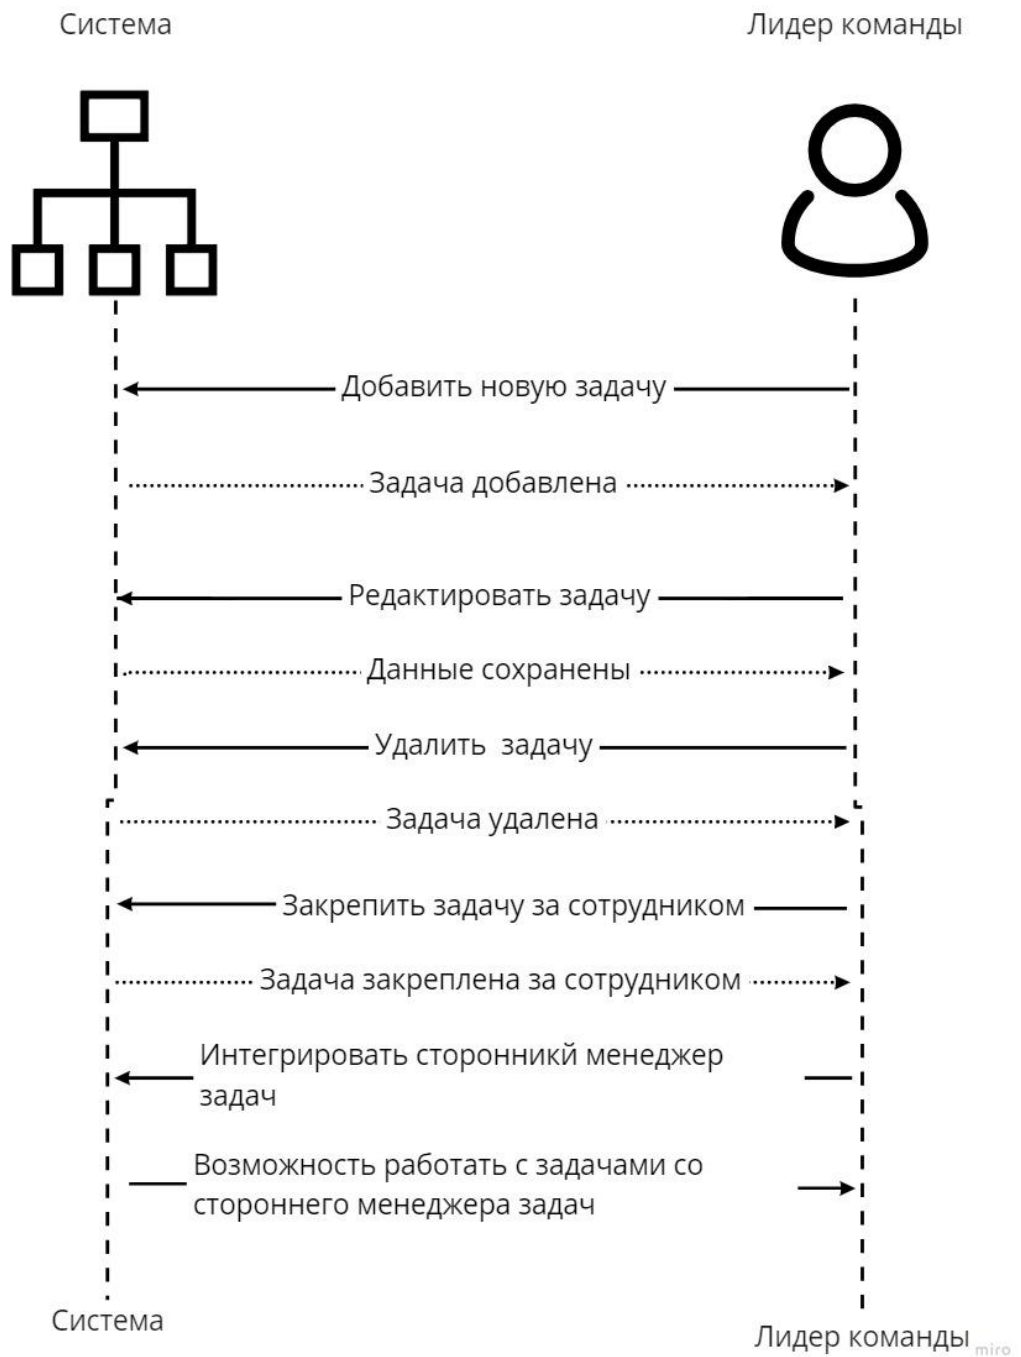 Система
Лидер команды
Добавить новую задачу
Задача добавлена
Редактировать задачу
Данные сохранены
Удалить задачу
Задача удалена
Закрепить задачу за сотрудником
Задача закреплена за сотрудником
Интегрировать сторонникй менеджер
задач
Возможность работать с задачами со
стороннего менеджера задач
Система
Лидер команды
miro